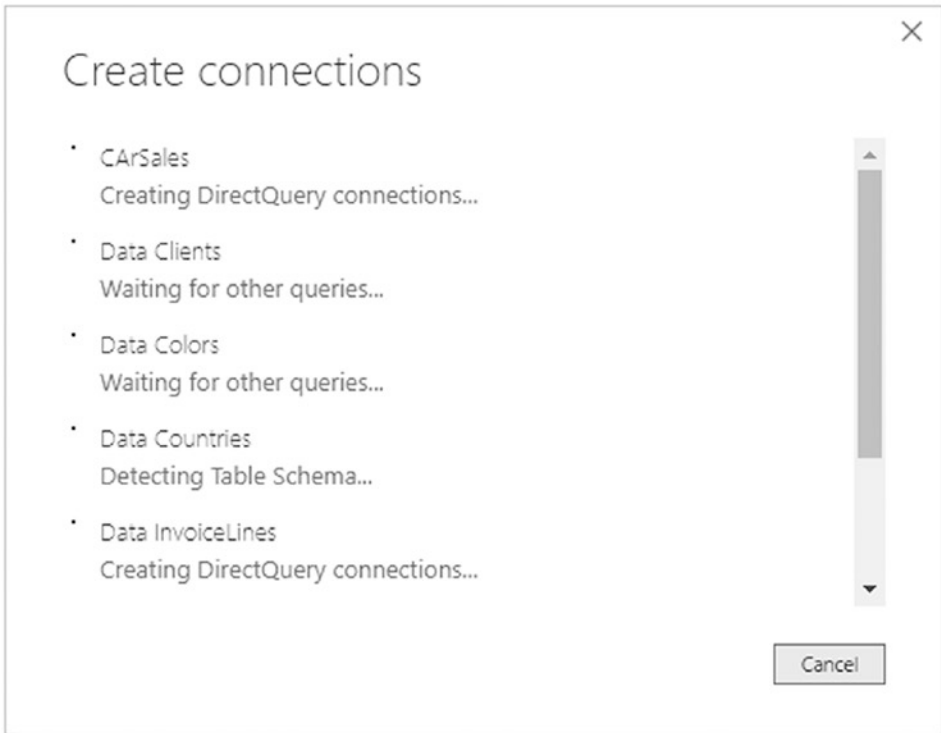 Create connections
CArSales
Creating DirectQuery connections...
Data Clients
Waiting for other queries...
Data Colors
Waiting for other queries...
Data Countries
Detecting Table Schema...
Data InvoiceLines
Creating DirectQuery connections...
Cancel